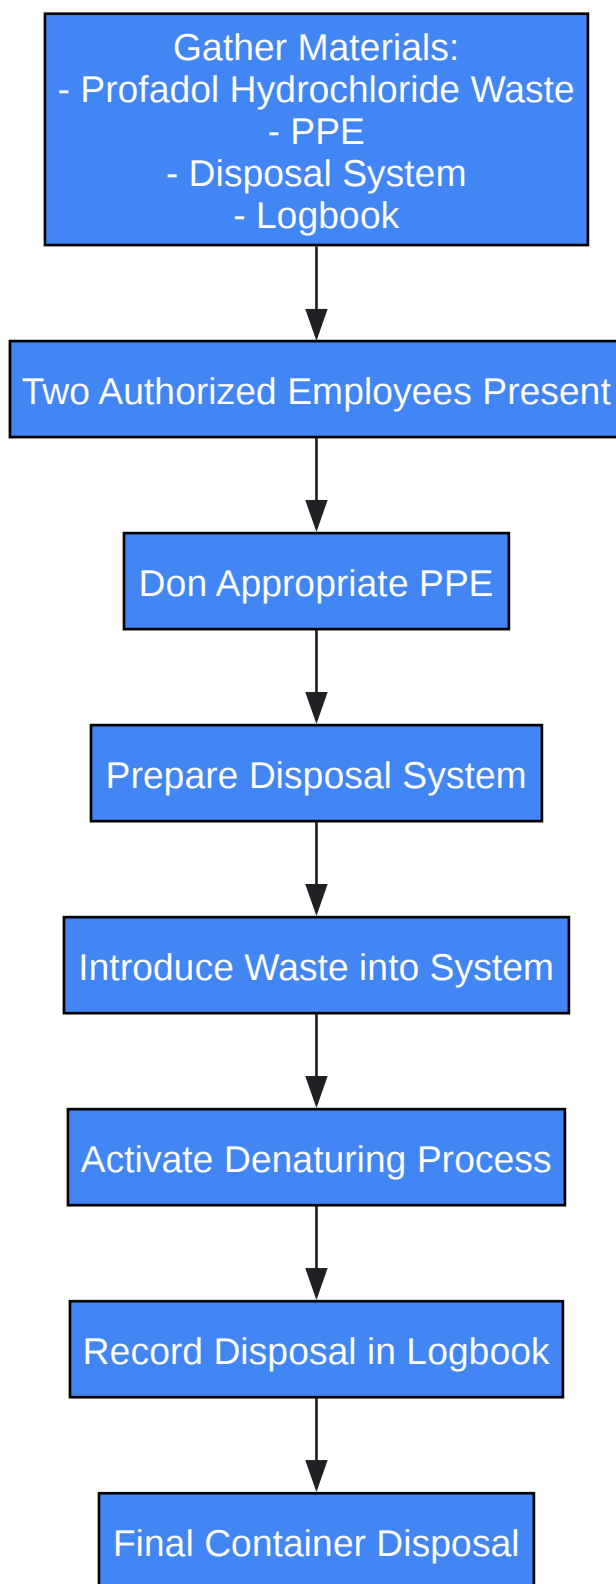 Gather Materials:
- Profadol Hydrochloride Waste
- PPE
- Disposal System
- Logbook
Two Authorized Employees Present
Don Appropriate PPE
Prepare Disposal System
Introduce Waste into System
Activate Denaturing Process
Record Disposal in Logbook
Final Container Disposal